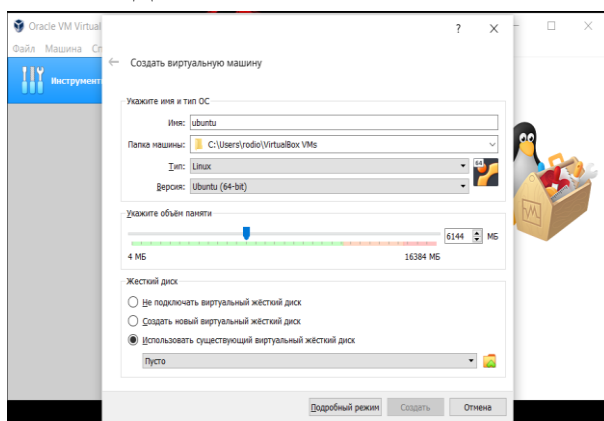 Oracle VM Virtual
Файл Машина
? ×
← Создать виртуальную машину
Инструмент
Укажите имя и тип ОС
Имя: ubuntu
Папка машины: C:\Users\rodio\VirtualBox VMs
Тип: Linux
64
Версия: Ubuntu (64-bit)
Укажите объём памяти
6144 МБ
4 МБ 16384 МБ
Жесткий диск
Не подключать виртуальный жёсткий диск
Создать новый виртуальный жёсткий диск
Использовать существующий виртуальный жёсткий диск
Пусто
Подробный режим Создать Отмена